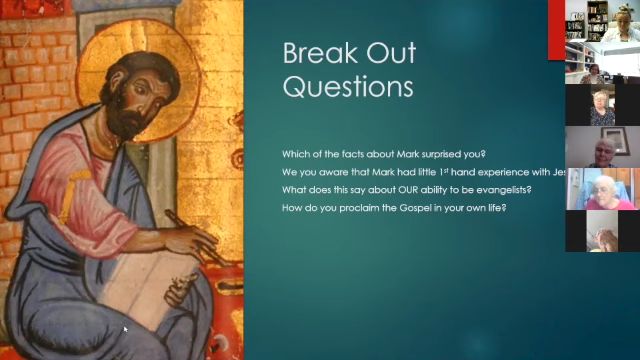 Break Out
Questions
Which of the facts about Mark surprised you?
We you aware that Mark had little 1st hand experience with Jes
What does this say about OUR ability to be evangelists?
How do you proclaim the Gospel in your own life?